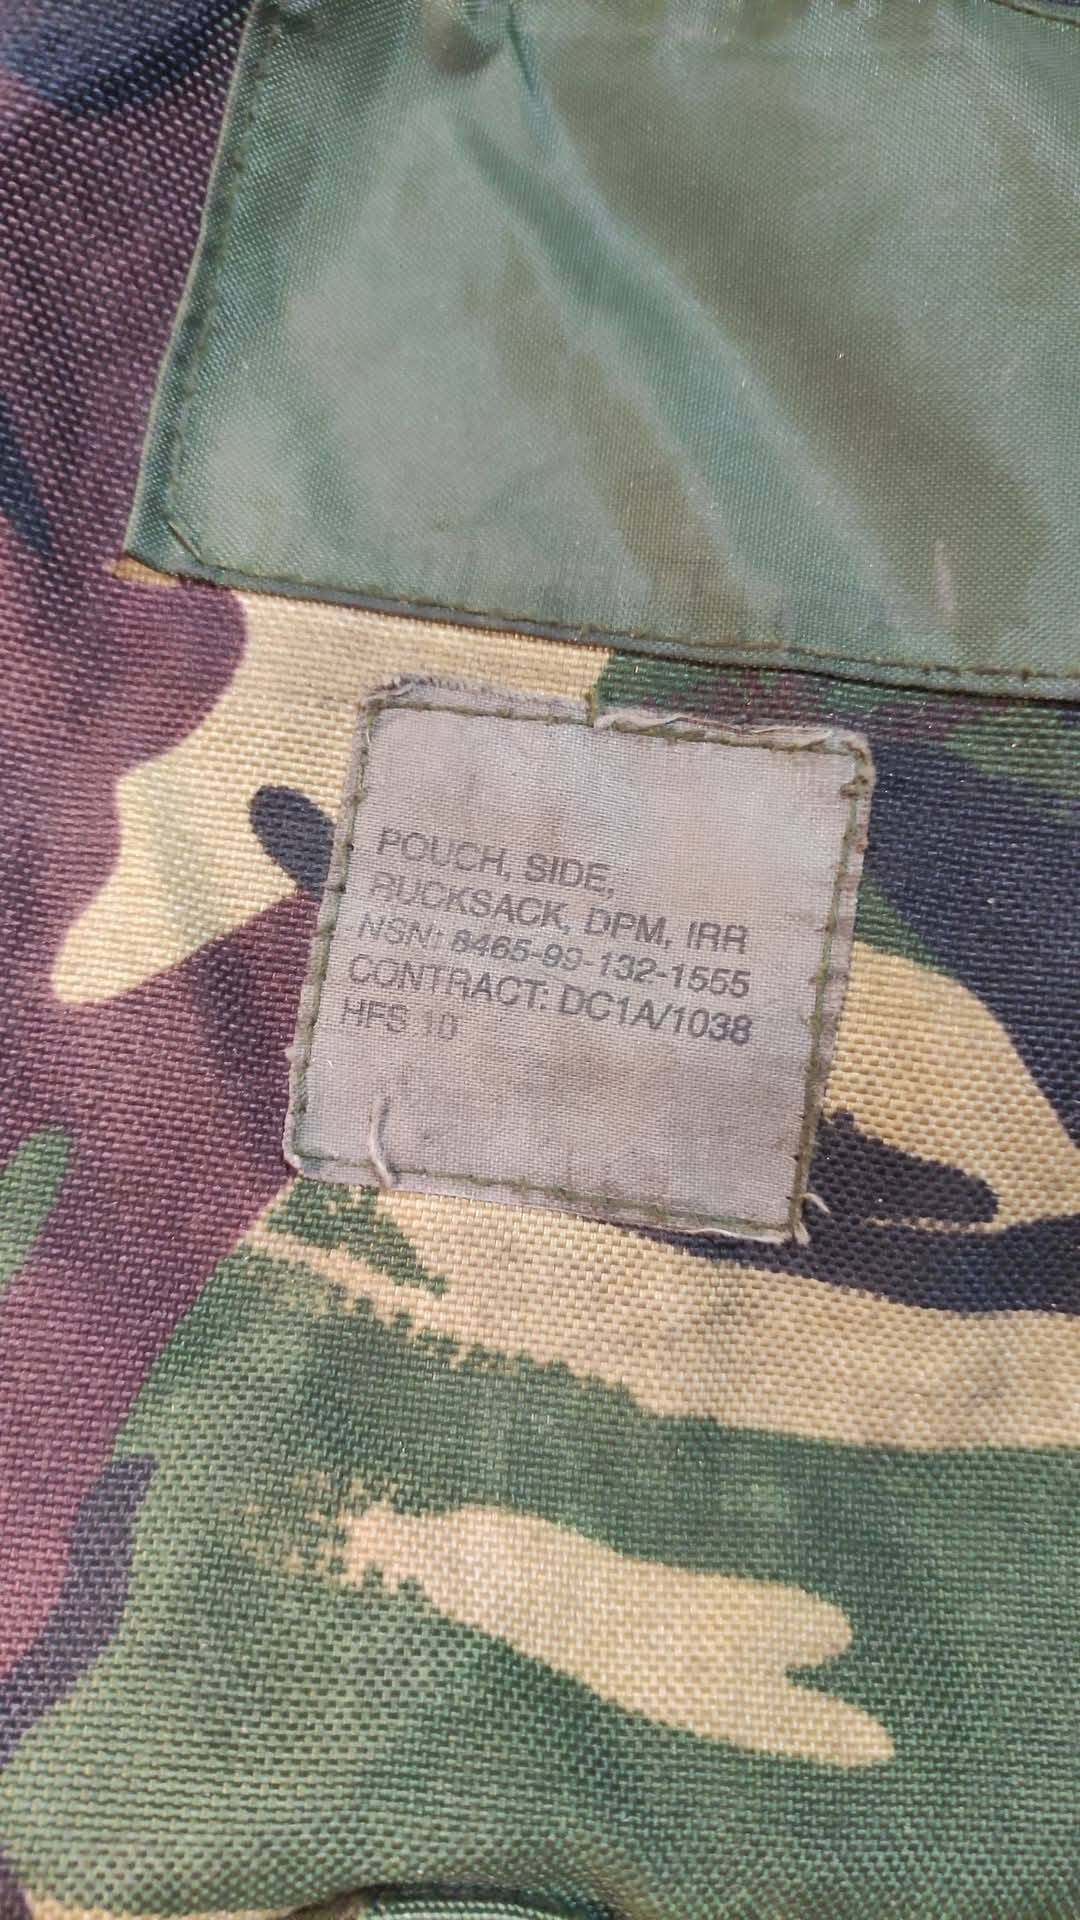 POUCH, SIDE,
RUCKSACK, DPM, IRR
NSN: 8465-99-132-1555
CONTRACT: DC1A/1038
HFS 10